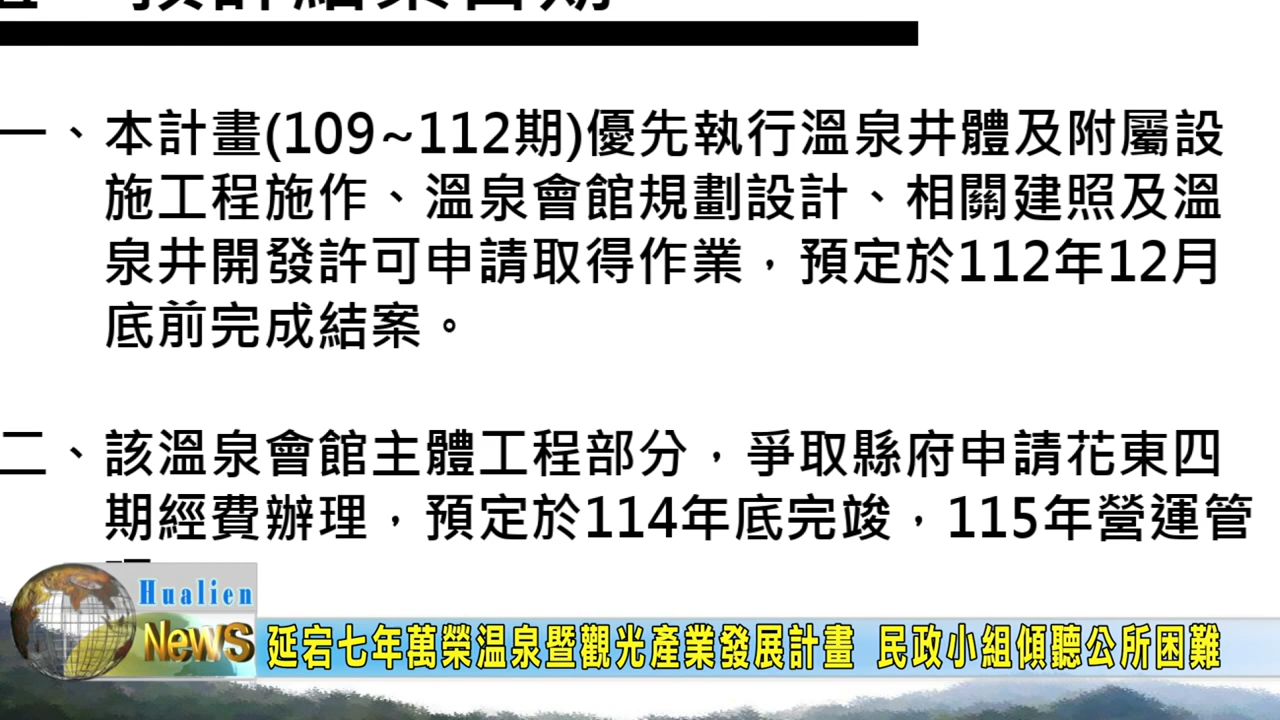 一、本計畫(109~112期)優先執行溫泉井體及附屬設
施工程施作、溫泉會館規劃設計、相關建照及溫
泉井開發許可申請取得作業，預定於112年12月
底前完成結案。
二、該溫泉會館主體工程部分，爭取縣府申請花東四
期經費辦理，預定於114年底完竣，115年營運管
Hualien
News
延宕七年萬榮温泉暨觀光產業發展計畫 民政小組傾聽公所困難